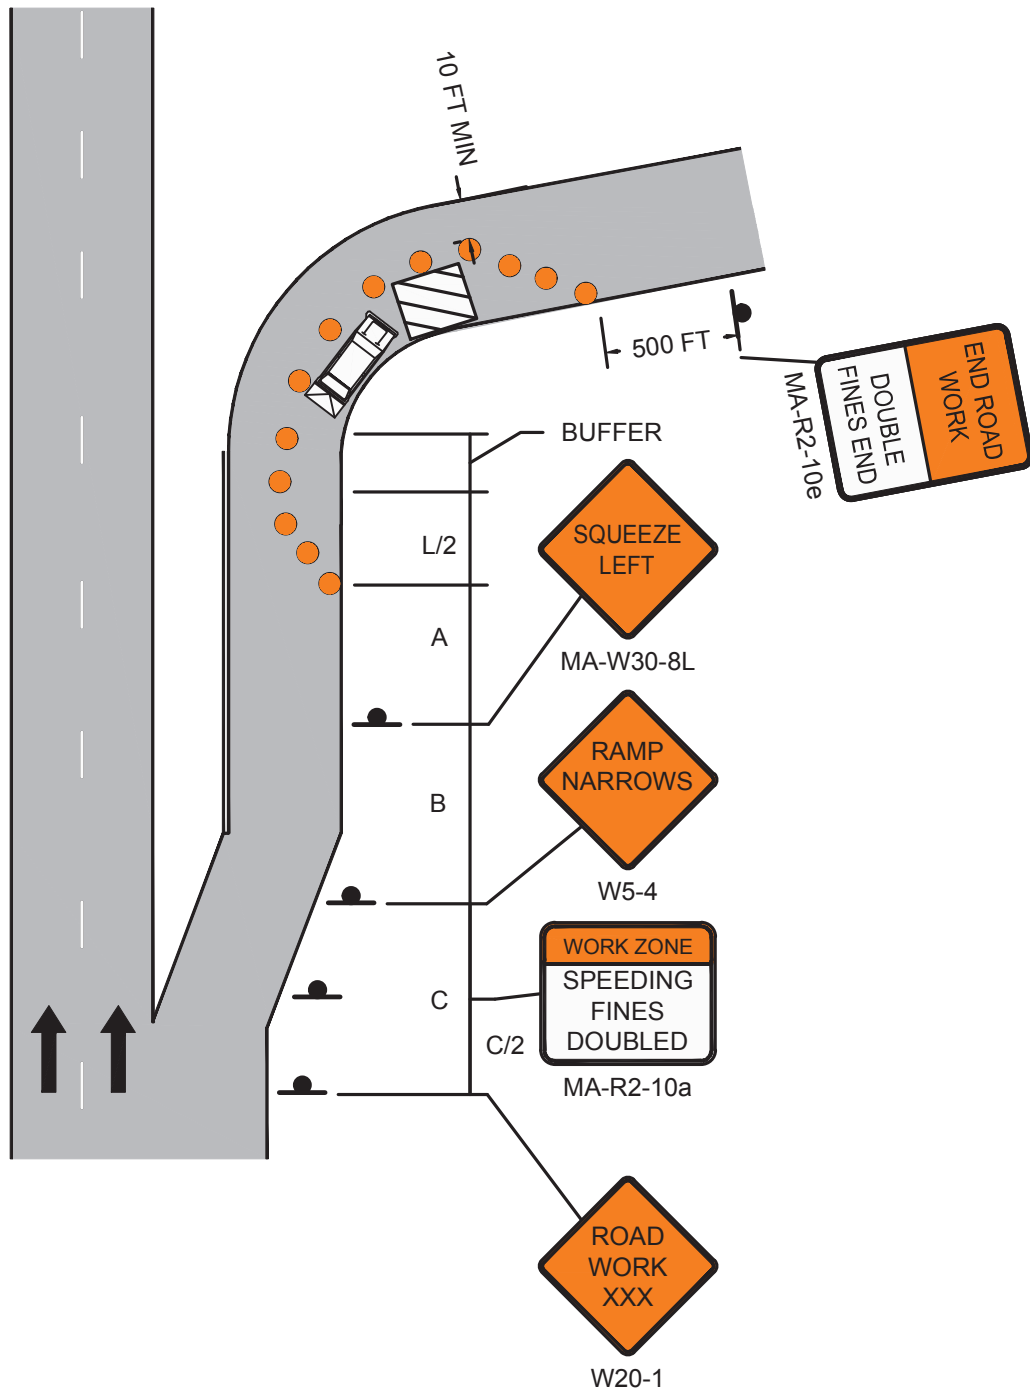 10 FT MIN
500 FT
END ROAD
WORK
DOUBLE
FINES END
MA-R2-10e
BUFFER
L/2
SQUEEZE
LEFT
A
MA-W30-8L
RAMP
NARROWS
B
W5-4
WORK ZONE
SPEEDING
FINES
DOUBLED
C
C/2
MA-R2-10a
ROAD
WORK
XXX
W20-1